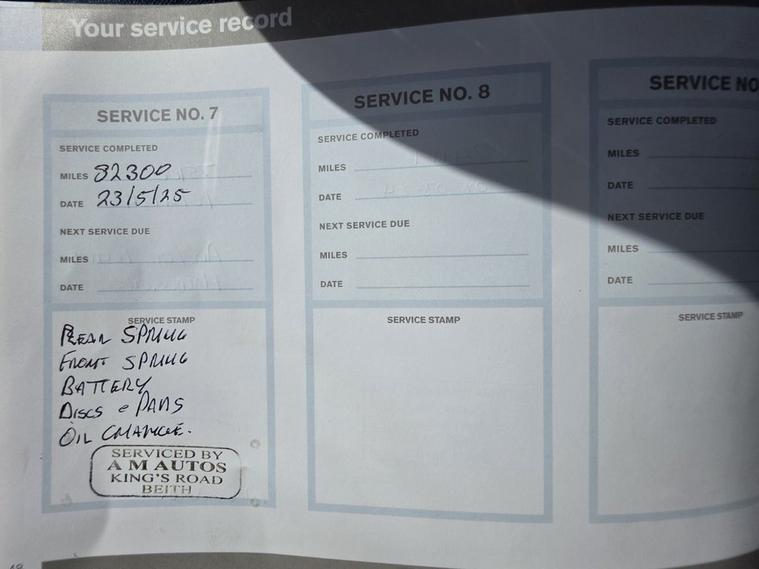 Your service record
SERVICE NO. 7
SERVICE COMPLETED
MILES 82300
DATE 23/5/25
NEXT SERVICE DUE
MILES
DATE
SERVICE STAMP
REAR SPRING
FRONT SPRING
BATTERY
DISCS & PADS
OIL CHANGE.
SERVICED BY
A M AUTOS
KING'S ROAD
BEITH
SERVICE NO. 8
SERVICE COMPLETED
MILES
DATE
NEXT SERVICE DUE
MILES
DATE
SERVICE STAMP
SERVICE NO
SERVICE COMPLETED
MILES
DATE
NEXT SERVICE DUE
MILES
DATE
SERVICE STAMP